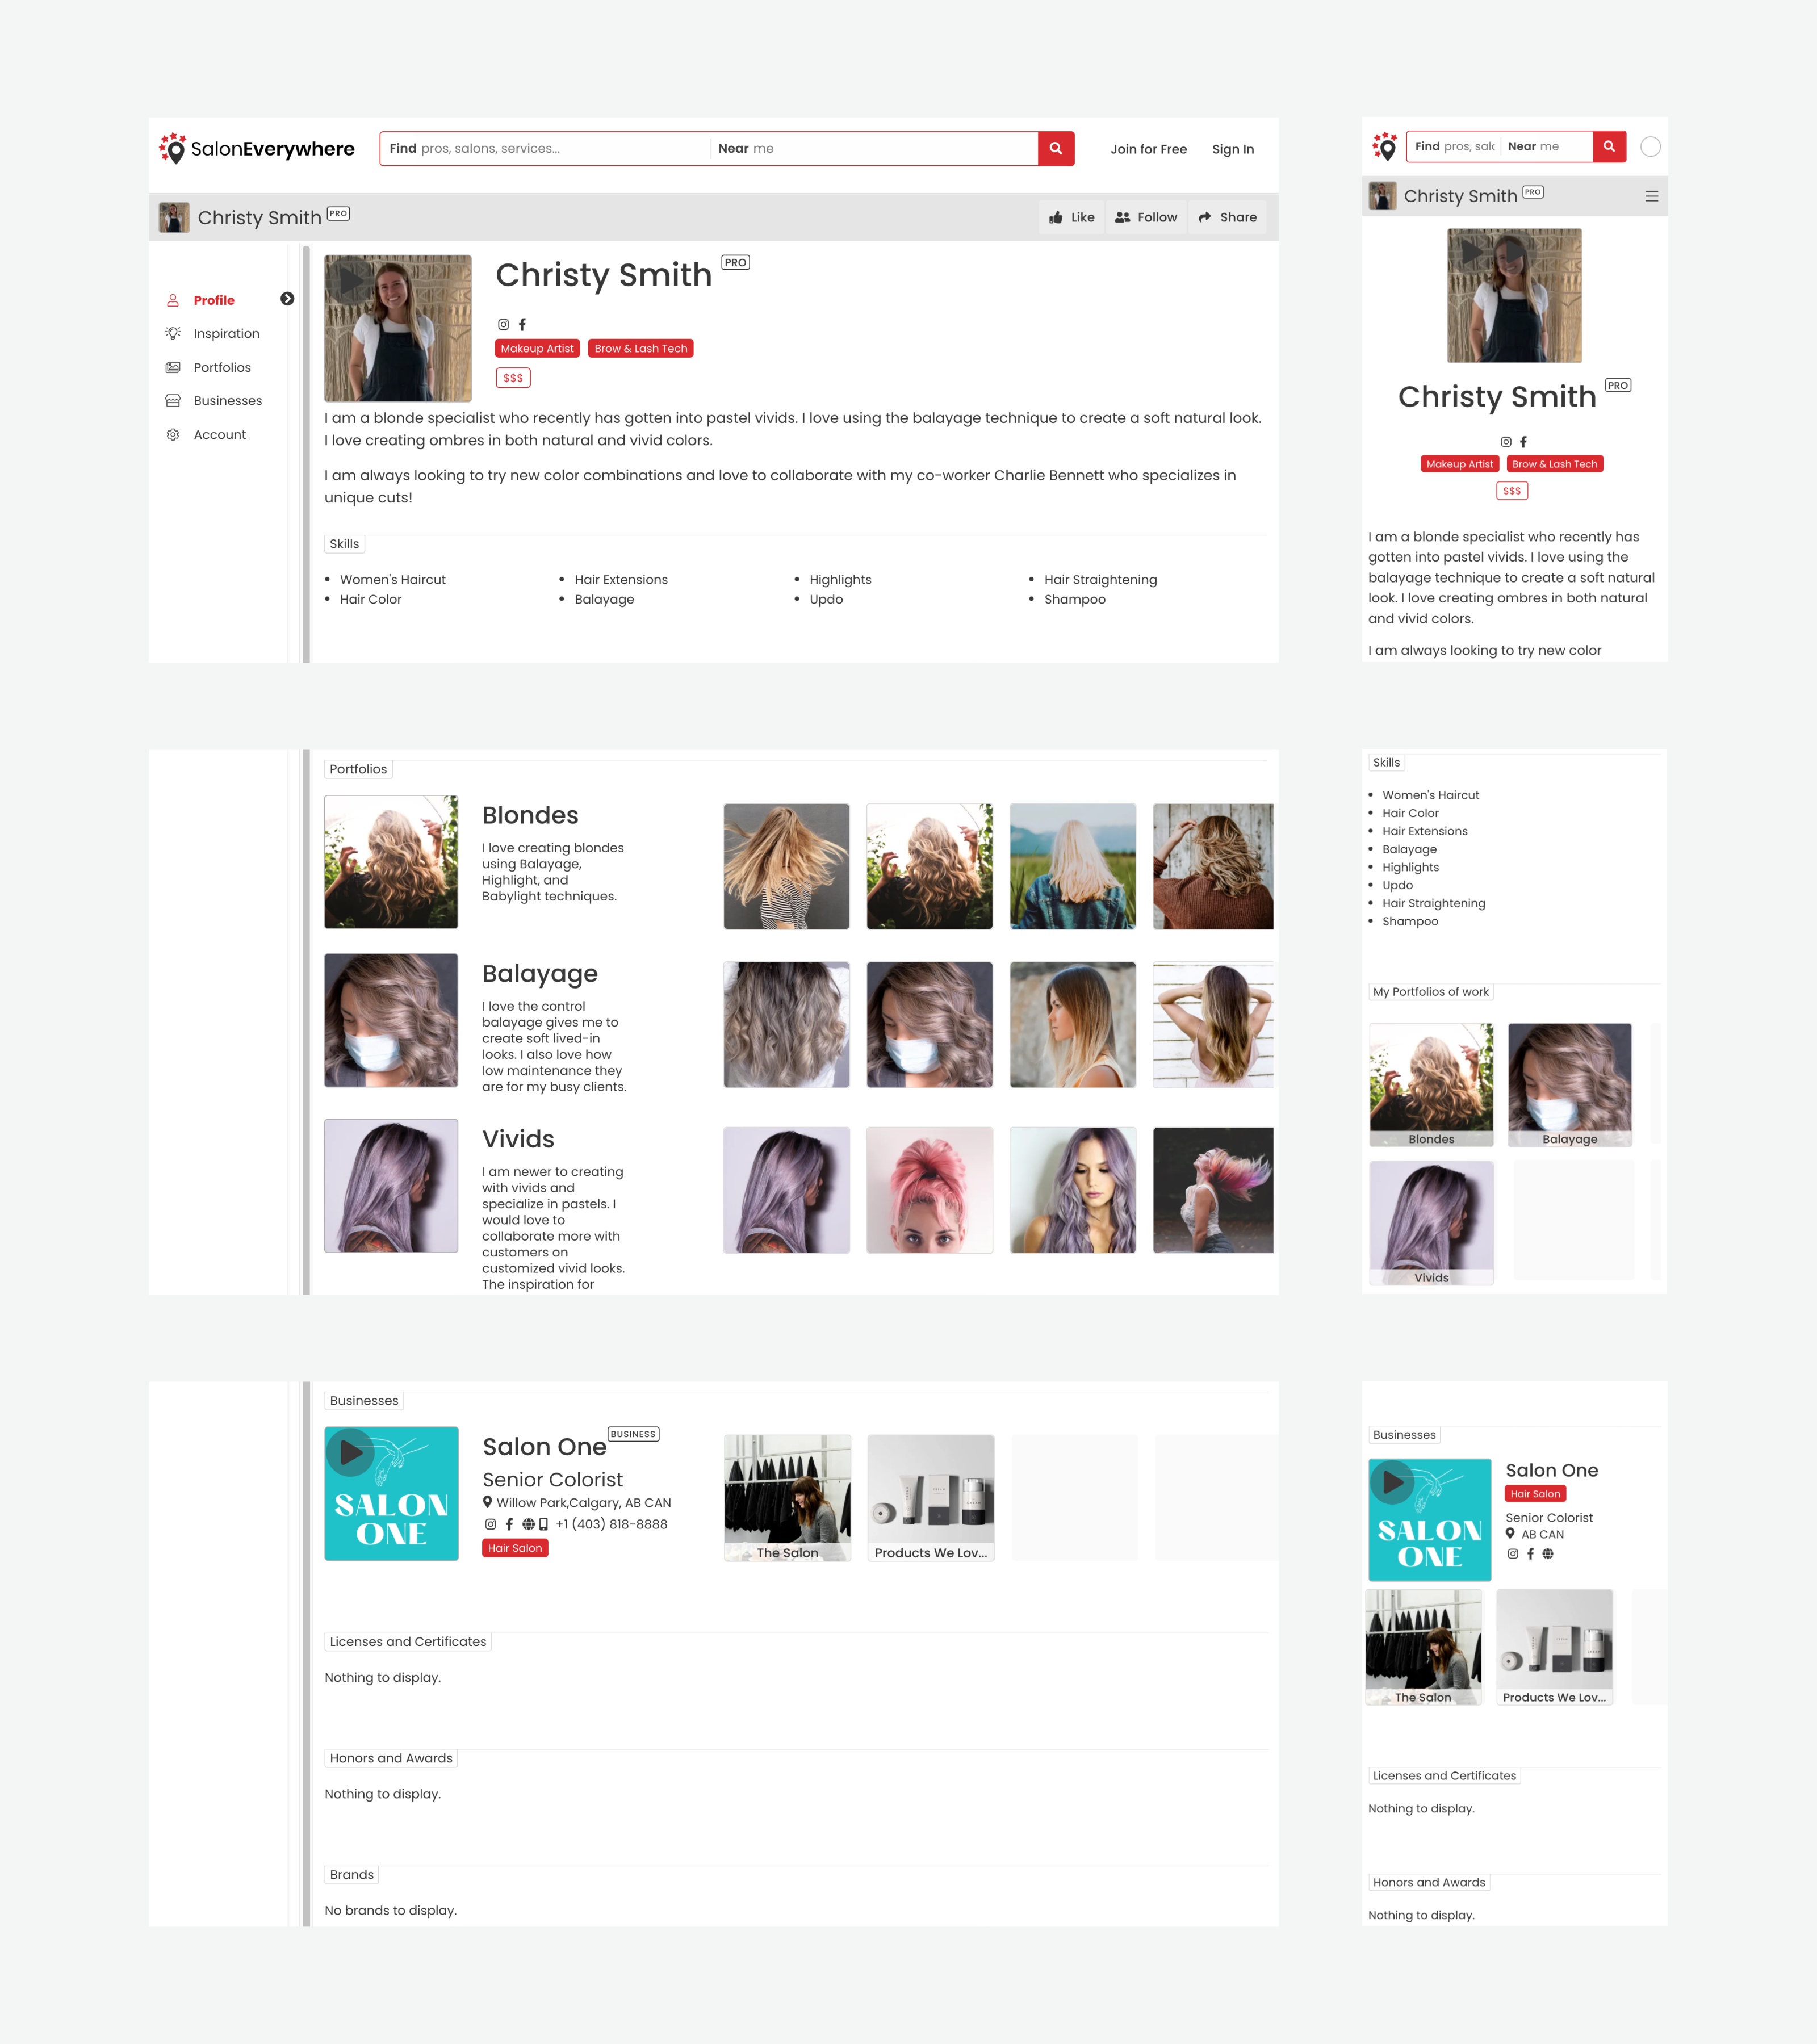 SalonEverywhere
Find pros, salons, services...
Near me
Join for Free
Sign In
Christy Smith PRO
Like
Follow
Share
Profile
Inspiration
Portfolios
Businesses
Account
Christy Smith PRO
Makeup Artist
Brow & Lash Tech
$$$
I am a blonde specialist who recently has gotten into pastel vivids. I love using the balayage technique to create a soft natural look.
I love creating ombres in both natural and vivid colors.
I am always looking to try new color combinations and love to collaborate with my co-worker Charlie Bennett who specializes in
unique cuts!
Skills
Women's Haircut
Hair Color
Hair Extensions
Balayage
Highlights
Updo
Hair Straightening
Shampoo
Find pros, salc
Near me
Christy Smith PRO
Christy Smith PRO
Makeup Artist
Brow & Lash Tech
$$$
I am a blonde specialist who recently has
gotten into pastel vivids. I love using the
balayage technique to create a soft natural
look. I love creating ombres in both natural
and vivid colors.
I am always looking to try new color
Portfolios
Blondes
I love creating blondes
using Balayage,
Highlight, and
Babylight techniques.
Balayage
I love the control
balayage gives me to
create soft lived-in
looks. I also love how
low maintenance they
are for my busy clients.
Vivids
I am newer to creating
with vivids and
specialize in pastels. I
would love to
collaborate more with
customers on
customized vivid looks.
The inspiration for
Skills
Women's Haircut
Hair Color
Hair Extensions
Balayage
Highlights
Updo
Hair Straightening
Shampoo
My Portfolios of work
Blondes
Balayage
Vivids
Businesses
SALON
ONE
Salon One BUSINESS
Senior Colorist
Willow Park,Calgary, AB CAN
+1 (403) 818-8888
Hair Salon
The Salon
Products We Lov...
Licenses and Certificates
Nothing to display.
Honors and Awards
Nothing to display.
Brands
No brands to display.
Businesses
SALON
ONE
Salon One
Hair Salon
Senior Colorist
AB CAN
The Salon
Products We Lov...
Licenses and Certificates
Nothing to display.
Honors and Awards
Nothing to display.